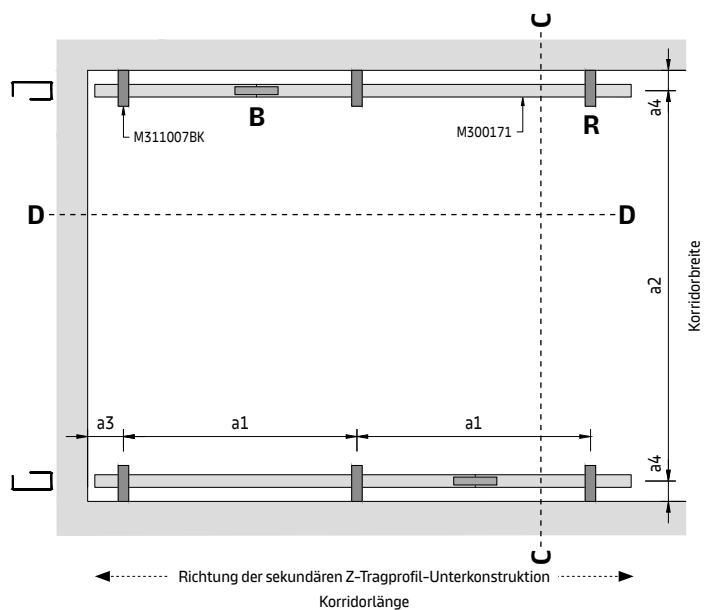 C
a4
M311007BK
B
M300171
R
D
D
a2
Korridorbreite
a3
a1
a1
a4
C
Richtung der sekundären Z-Tragprofil-Unterkonstruktion
Korridorlänge